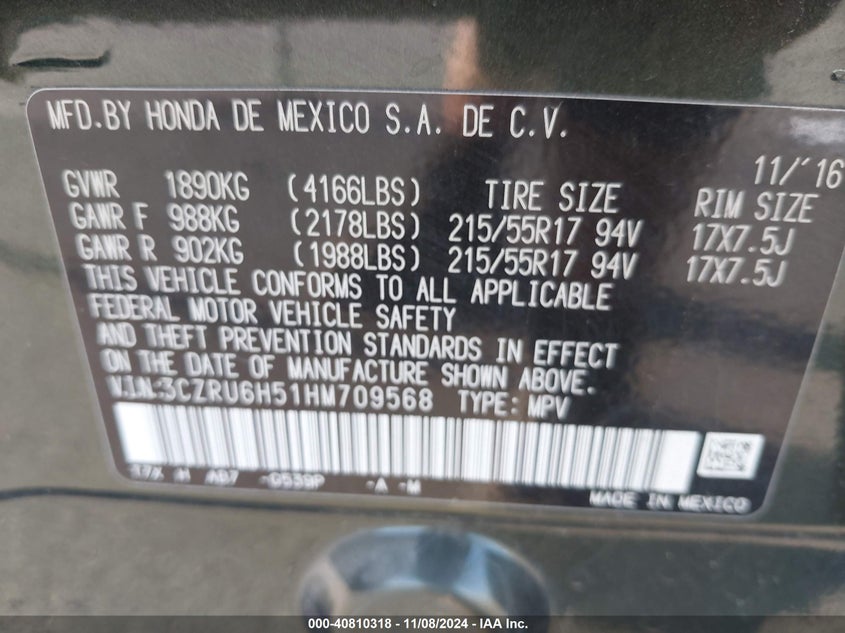 MFD.BY HONDA DE MEXICO S.A. DE C.V.
11/'16
GVWR 1890KG (4166LBS) TIRE SIZE RIM SIZE
GAWR F 988KG (2178LBS) 215/55R17 94V 17X7.5J
GAWR R 902KG (1988LBS) 215/55R17 94V 17X7.5J
THIS VEHICLE CONFORMS TO ALL APPLICABLE
FEDERAL MOTOR VEHICLE SAFETY
AND THEFT PREVENTION STANDARDS IN EFFECT
ON THE DATE OF MANUFACTURE SHOWN ABOVE.
V.I.N:3CZRU6H51HM709568 TYPE: MPV
-A -M
MADE IN MEXICO
000-40810318 - 11/08/2024 - IAA Inc.